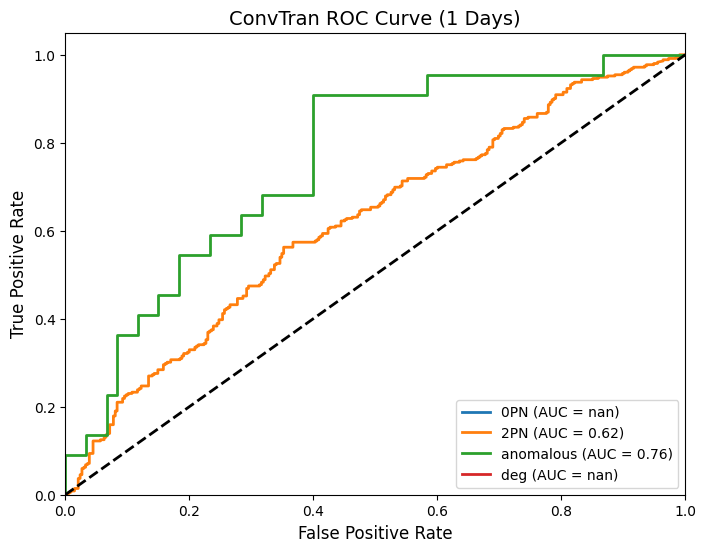 ConvTran ROC Curve (1 Days)
True Positive Rate
1.0
0.8
0.6
0.4
0.2
0.0
0.0 0.2 0.4 0.6 0.8 1.0
False Positive Rate
0PN (AUC = nan)
2PN (AUC = 0.62)
anomalous (AUC = 0.76)
deg (AUC = nan)